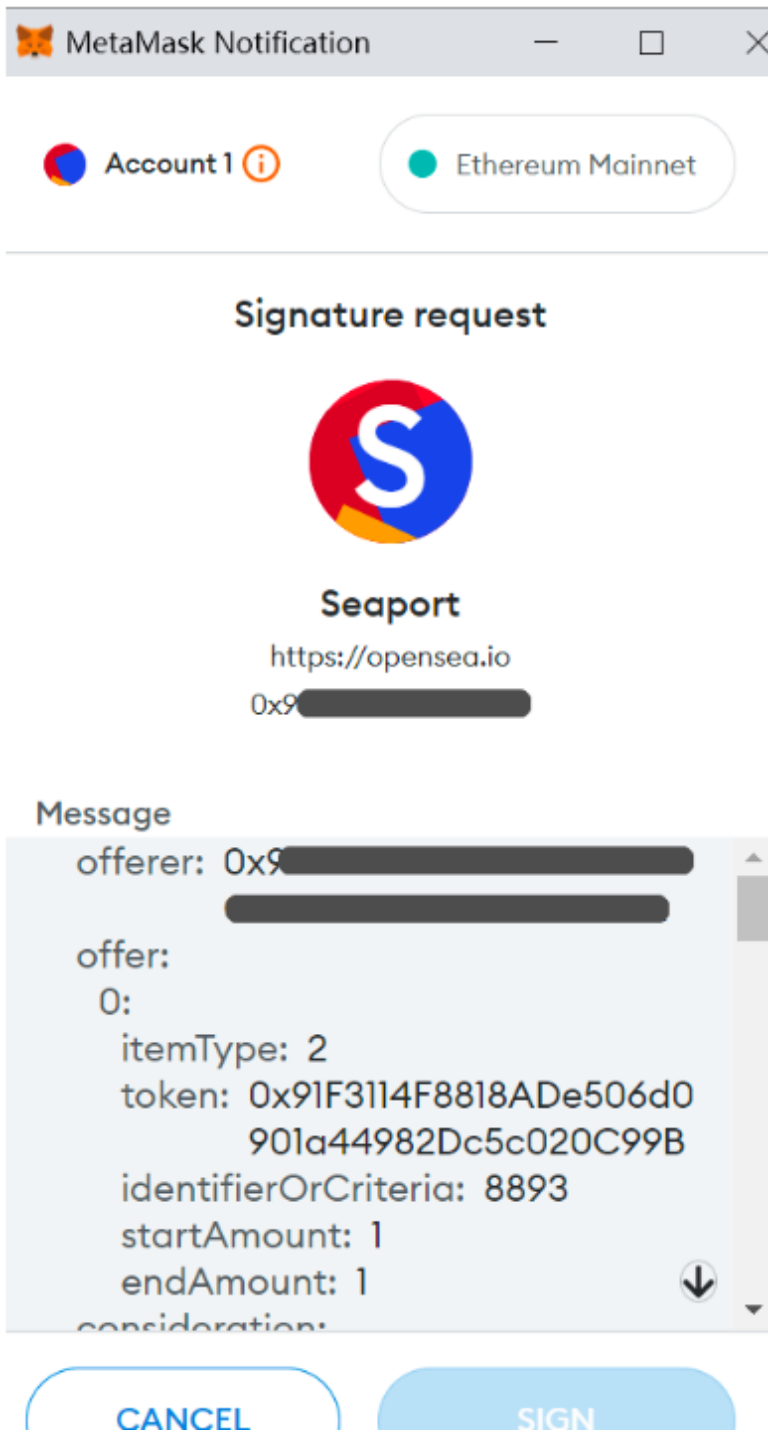 MetaMask Notification
Account 1
Ethereum Mainnet
Signature request
S
Seaport
https://opensea.io
0x9
Message
offerer: 0x9
offer:
0:
itemType: 2
token: 0x91F3114F8818ADe506d0
901a44982Dc5c020C99B
identifierOrCriteria: 8893
startAmount: 1
endAmount: 1
consideration:
CANCEL
SIGN